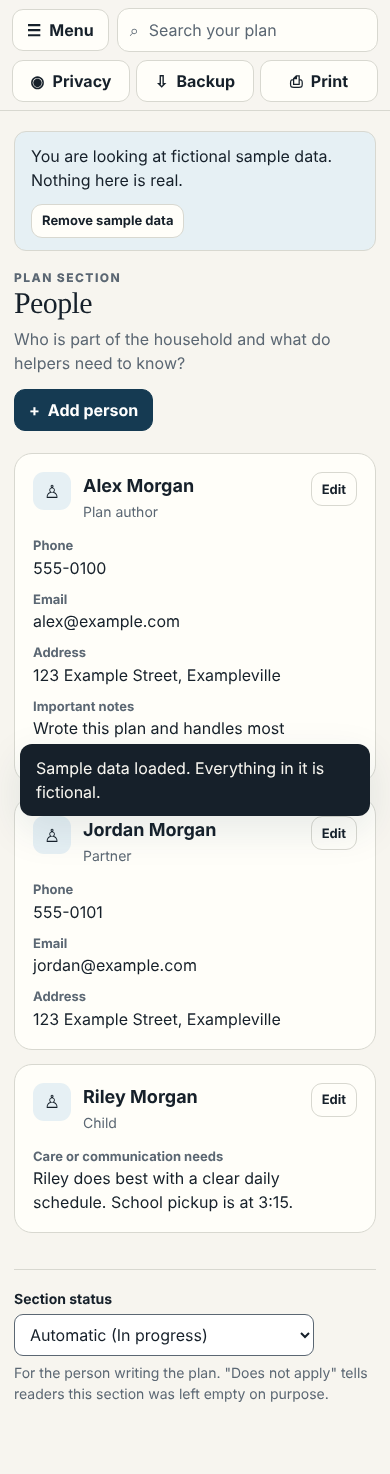 Menu
Search your plan
Privacy
Backup
Print
You are looking at fictional sample data.
Nothing here is real.
Remove sample data
PLAN SECTION
People
Who is part of the household and what do
helpers need to know?
+ Add person
Alex Morgan
Edit
Plan author
Phone
555-0100
Email
alex@example.com
Address
123 Example Street, Exampleville
Important notes
Wrote this plan and handles most
Sample data loaded. Everything in it is
fictional.
Jordan Morgan
Edit
Partner
Phone
555-0101
Email
jordan@example.com
Address
123 Example Street, Exampleville
Riley Morgan
Edit
Child
Care or communication needs
Riley does best with a clear daily
schedule. School pickup is at 3:15.
Section status
Automatic (In progress)
For the person writing the plan. "Does not apply" tells
readers this section was left empty on purpose.